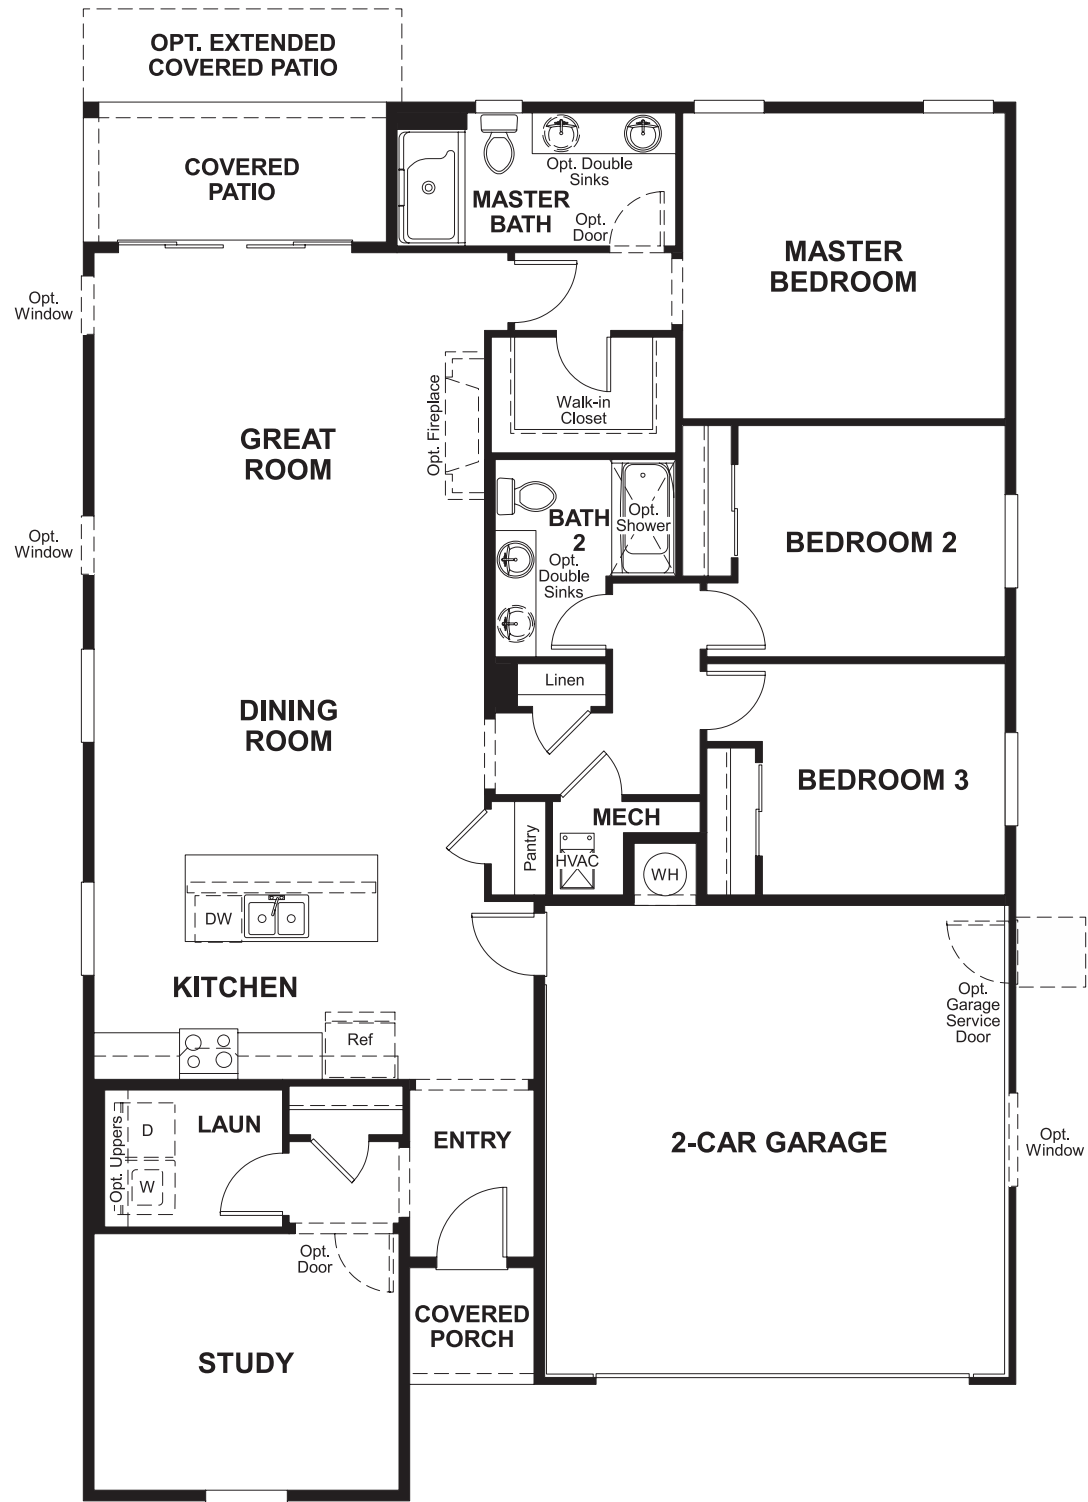 OPT. EXTENDED
COVERED PATIO
COVERED
PATIO
Opt. Double
Sinks
MASTER
BATH
Opt.
Door
MASTER
BEDROOM
Opt.
Window
Walk-in
Closet
Opt. Fireplace
GREAT
ROOM
BATH
2
Opt.
Shower
Opt.
Double
Sinks
BEDROOM 2
Opt.
Window
Linen
DINING
ROOM
BEDROOM 3
MECH
Pantry
HVAC
WH
DW
KITCHEN
Ref
Opt.
Garage
Service
Door
Opt. Uppers
D
W
LAUN
ENTRY
2-CAR GARAGE
Opt.
Window
Opt.
Door
COVERED
PORCH
STUDY